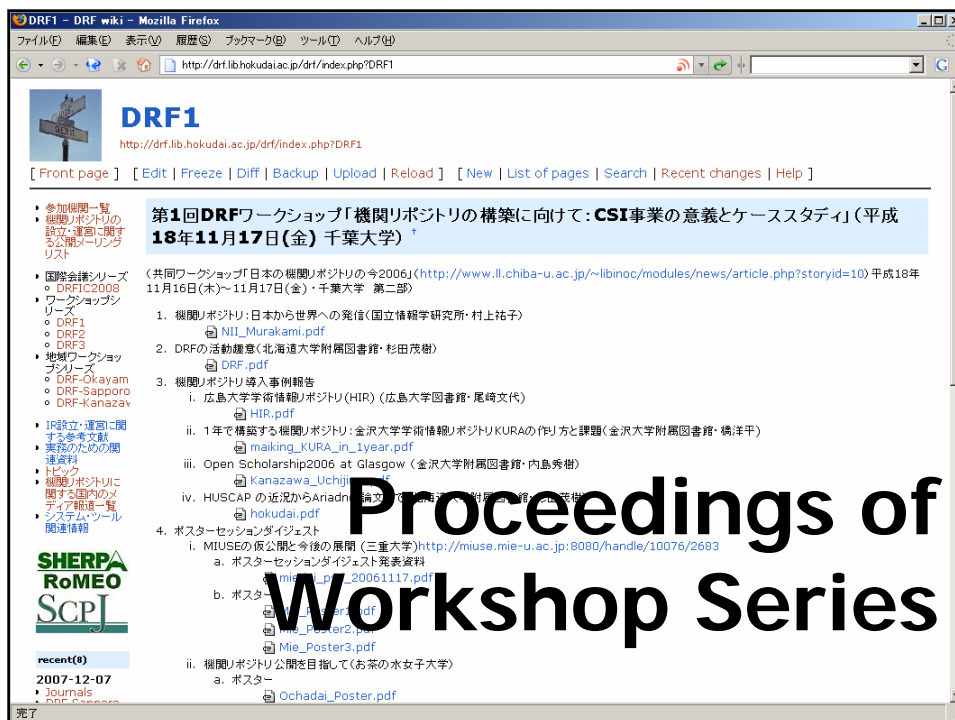 DRF1 - DRF wiki - Mozilla Firefox
ファイル(F) 編集(E) 表示(V) 履歴(S) ブックマーク(B) ツール(T) ヘルプ(H)
http://drf.lib.hokudai.ac.jp/drf/index.php?DRF1
DRF1
http://drf.lib.hokudai.ac.jp/drf/index.php?DRF1
[ Front page ] [ Edit | Freeze | Diff | Backup | Upload | Reload ] [ New | List of pages | Search | Recent changes | Help ]
参加機関一覧
機関リポジトリの
設立・運営に関す
る公開メーリング
リスト
国際会議シリーズ
DRFIC2008
ワークショップシ
リーズ
DRF1
DRF2
DRF3
地域ワークショッ
プシリーズ
DRF-Okayam
DRF-Sapporo
DRF-Kanazav
IR設立・運営に関
する参考文献
実務のための関
連資料
トピック
機関リポジトリに
関する国内のメ
ディア報道一覧
システム・ツール
関連情報
SHERPA
RoMEO
SCPJ
recent(8)
2007-12-07
Journals
DRF-Sapporo
第1回DRFワークショップ「機関リポジトリの構築に向けて:CSI事業の意義とケーススタディ」(平成
18年11月17日(金) 千葉大学) †
(共同ワークショップ「日本の機関リポジトリの今2006」(http://www.ll.chiba-u.ac.jp/~libinoc/modules/news/article.php?storyid=10) 平成18年
11月16日(木)~11月17日(金)・千葉大学 第二部)
1. 機関リポジトリ:日本から世界への発信(国立情報学研究所・村上祐子)
NII_Murakami.pdf
2. DRFの活動趣意(北海道大学附属図書館・杉田茂樹)
DRF.pdf
3. 機関リポジトリ導入事例報告
i. 広島大学学術情報リポジトリ(HIR) (広島大学図書館・尾崎文代)
HIR.pdf
ii. 1年で構築する機関リポジトリ:金沢大学学術情報リポジトリKURAの作り方と課題(金沢大学附属図書館・橋洋平)
maiking_KURA_in_1year.pdf
iii. Open Scholarship2006 at Glasgow (金沢大学附属図書館・内島秀樹)
Kanazawa_Uchiji
iv. HUSCAP の近況からAriadn
hokudai.pdf
4. ポスターセッションダイジェスト
i. MIUSEの仮公開と今後の展開 (三重大学)http://miuse.mie-u.ac.jp:8080/handle/10076/2683
a. ポスターセッションダイジェスト発表資料
20061117.pdf
b. ポスター
Mie_Poster1.pdf
Mie_Poster2.pdf
Mie_Poster3.pdf
ii. 機関リポジトリ公開を目指して(お茶の水女子大学)
a. ポスター
Ochadai_Poster.pdf
Proceedings of
Workshop Series
完了